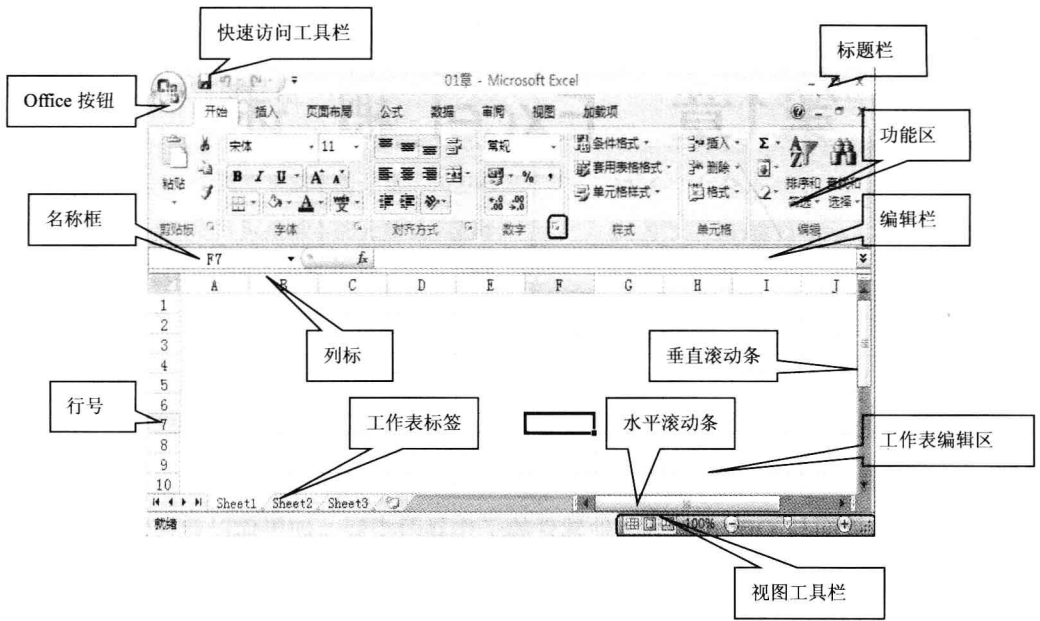 快速访问工具栏
标题栏
Office 按钮
01章 - Microsoft Excel
开始 插入 页面布局 公式 数据 审阅 视图 加载项
功能区
宋体 11 常规 条件格式 插入 Σ
粘贴 B I U A A % , 套用表格格式 删除 排序和筛选 查找和选择
A 变 .0 .00 单元格样式 格式
名称框
编辑栏
剪贴板 字体 对齐方式 数字 样式 单元格 编辑
F7 fx
A B C D E F G H I J
1
2
3
列标
垂直滚动条
4
5
6
行号
7
工作表标签
水平滚动条
工作表编辑区
8
9
10
Sheet1 Sheet2 Sheet3
就绪 100%
视图工具栏